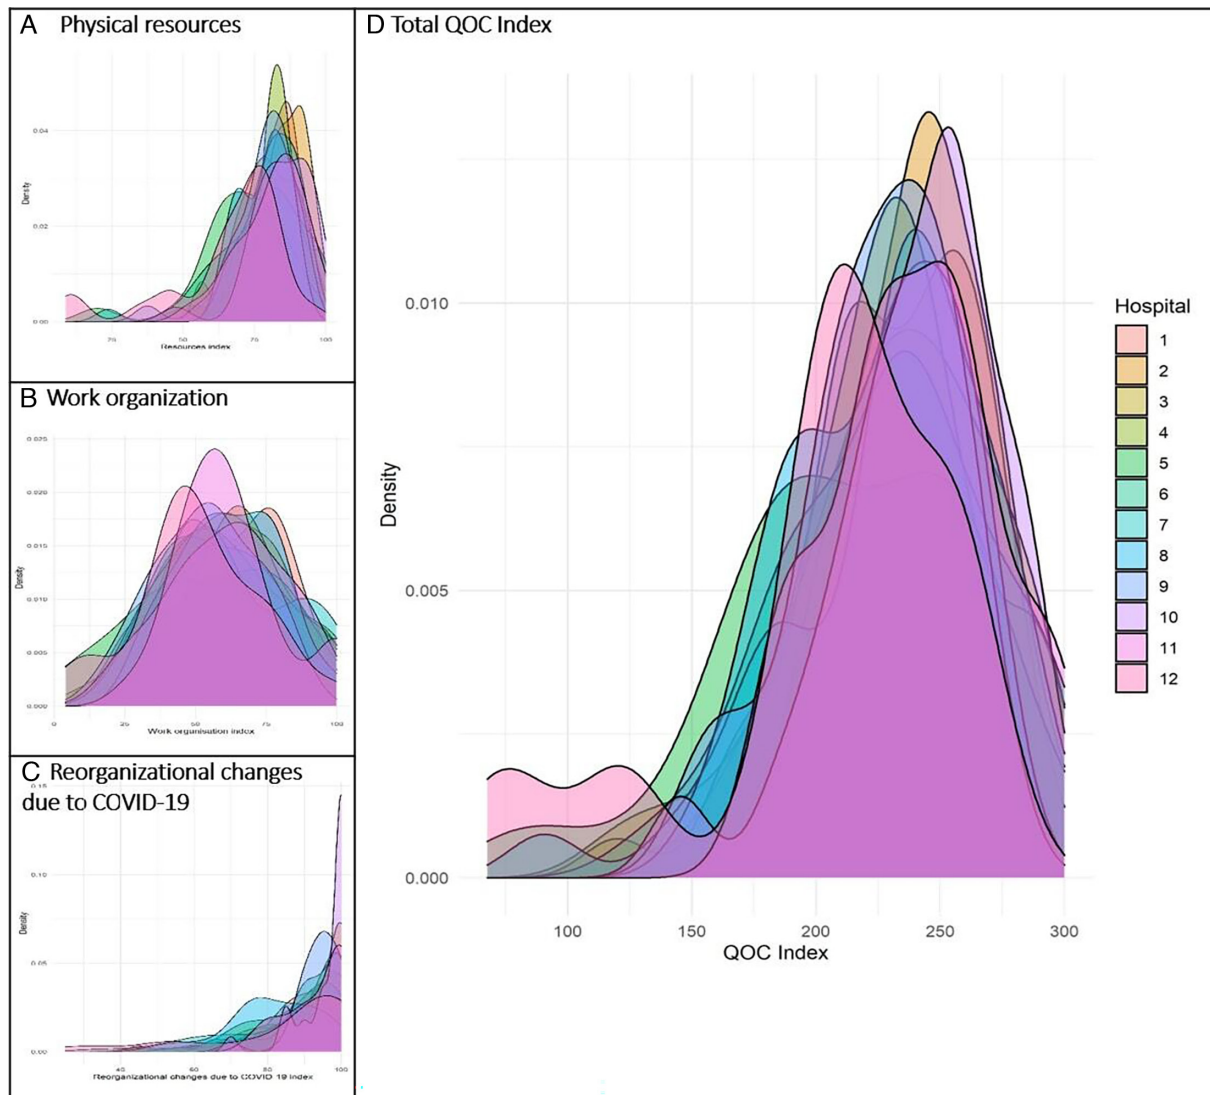 A Physical resources
0.04
0.02
0.00
Density
25 50 75 100
Resources index
B Work organization
0.025
0.020
0.015
0.010
0.005
0.000
Density
0 25 50 75 100
Work organisation index
C Reorganizational changes
due to COVID-19
0.15
0.10
0.05
0.00
Density
40 60 80 100
Reorganizational changes due to COVID 19 index
D Total QOC Index
0.010
0.005
0.000
Density
100 150 200 250 300
QOC Index
Hospital
1
2
3
4
5
6
7
8
9
10
11
12